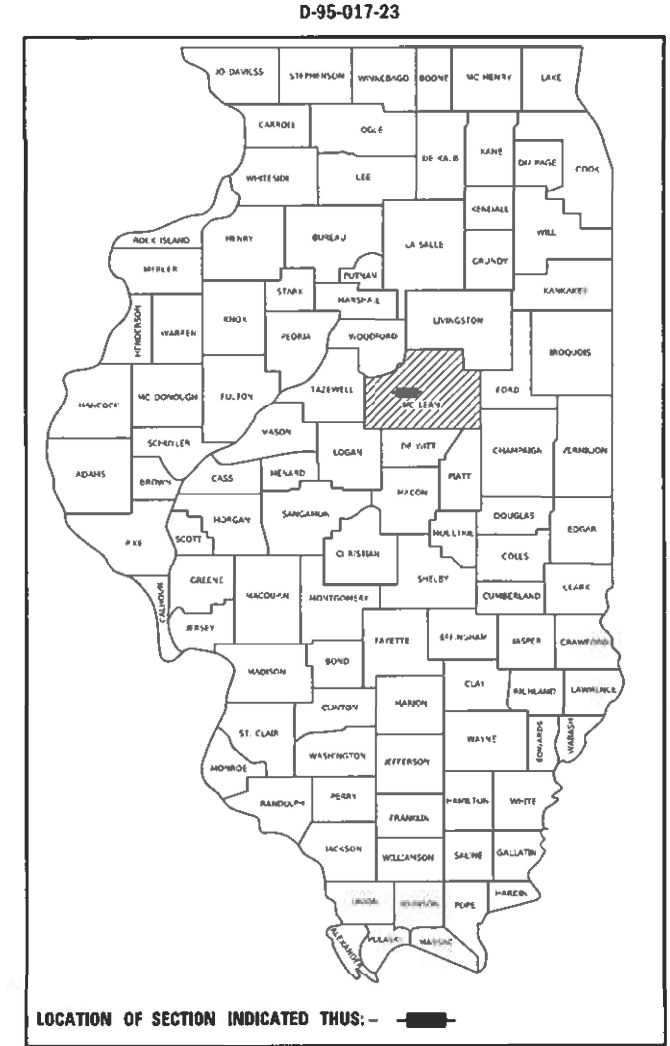 D-95-017-23
JO DAVIESS STEPHENSON WINNEBAGO BOONE MC HENRY LAKE
CARROLL OGLE DE KALB KANE DU PAGE COOK
WHITESIDE LEE KENDALL WILL
ROCK ISLAND HENRY BUREAU LA SALLE GRUNDY
MERCER PUTNAM KANKAKEE
HENDERSON WARREN KNOX STARK MARSHALL LIVINGSTON
PEORIA WOODFORD IROQUOIS
HANCOCK MC DONOUGH FULTON TAZEWELL MC LEAN FORD
MASON
SCHUYLER LOGAN DE WITT CHAMPAIGN VERMILION
ADAMS BROWN CASS MENARD PIATT
MACON
PIKE SCOTT MORGAN SANGAMON MOULTRIE DOUGLAS EDGAR
CHRISTIAN COLES
CALHOUN GREENE MACOUPIN MONTGOMERY SHELBY CUMBERLAND CLARK
JERSEY FAYETTE EFFINGHAM JASPER CRAWFORD
MADISON BOND CLAY RICHLAND LAWRENCE
CLINTON MARION
ST. CLAIR WAYNE EDWARDS WABASH
WASHINGTON JEFFERSON
MONROE
RANDOLPH PERRY HAMILTON WHITE
FRANKLIN
JACKSON WILLIAMSON SALINE GALLATIN
UNION JOHNSON POPE HARDIN
ALEXANDER PULASKI MASSAC
LOCATION OF SECTION INDICATED THUS: –